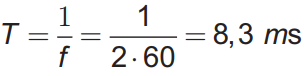 T = 1/f = 1/(2·60) = 8,3 ms